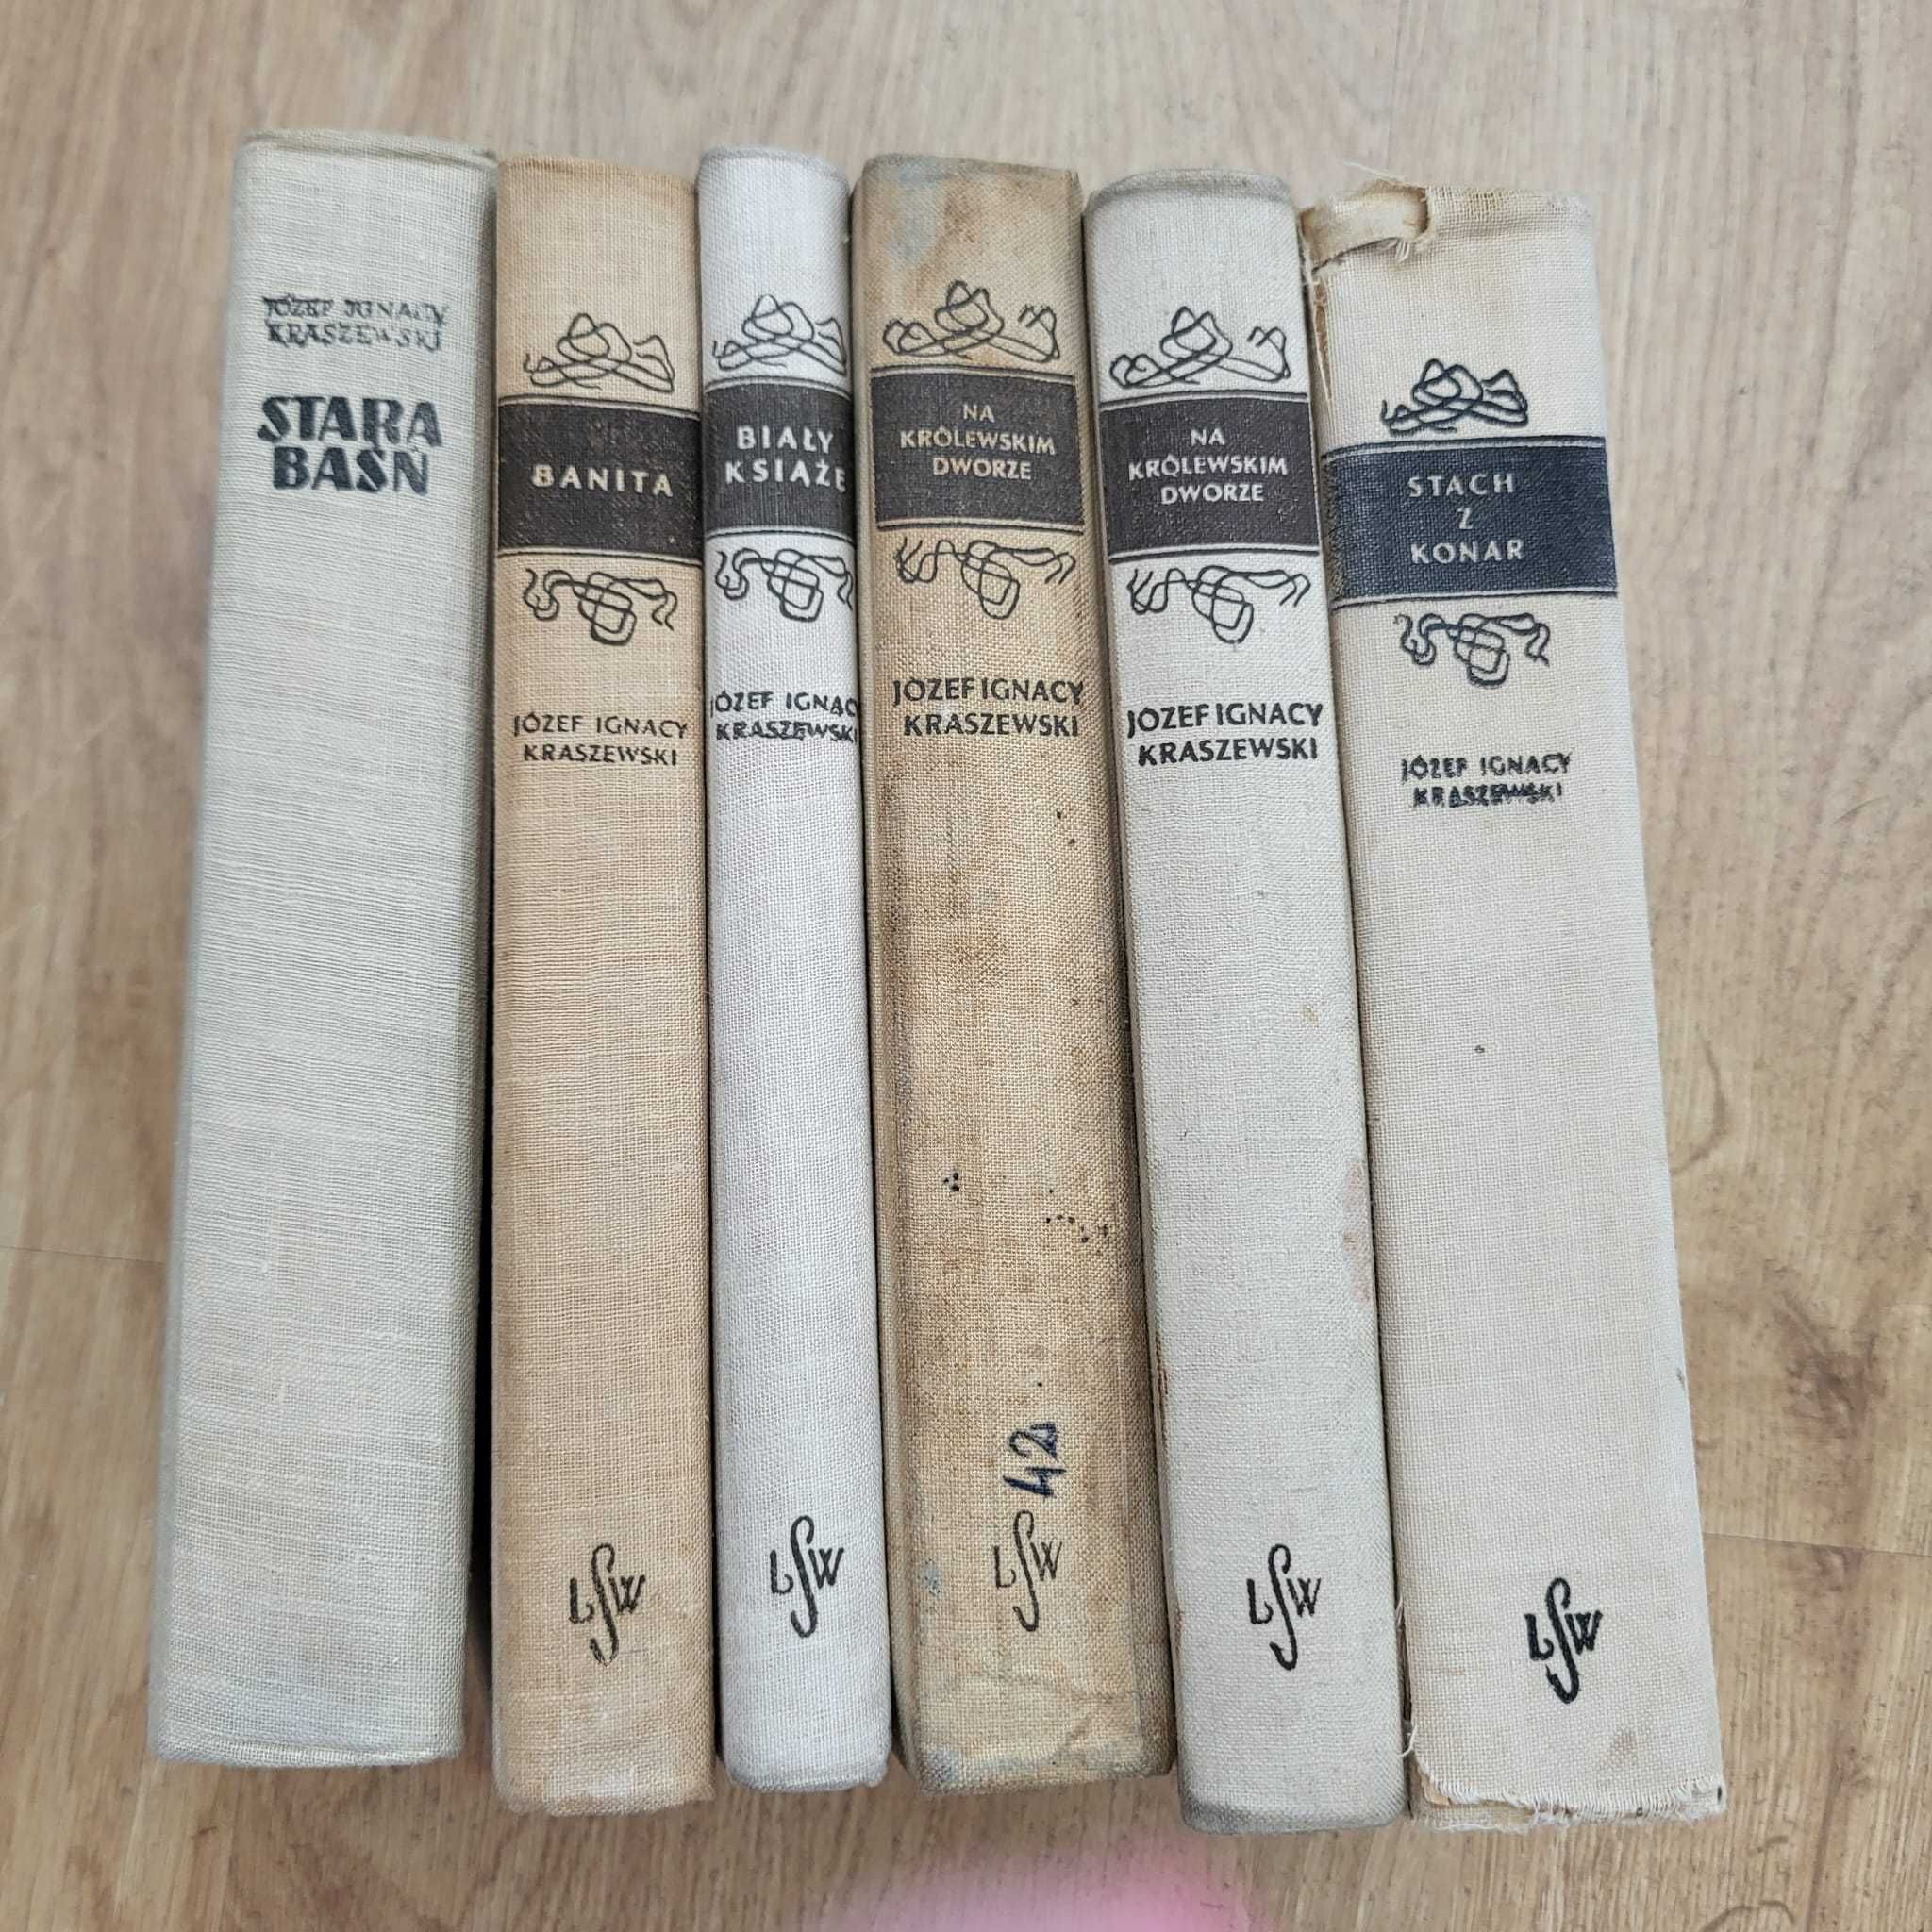 JÓZEF IGNACY
KRASZEWSKI
STARA
BAŚŃ
BANITA
JÓZEF IGNACY
KRASZEWSKI
LSW
BIAŁY
KSIĄŻĘ
JÓZEF IGNACY
KRASZEWSKI
LSW
NA
KRÓLEWSKIM
DWORZE
JÓZEF IGNACY
KRASZEWSKI
42
LSW
NA
KRÓLEWSKIM
DWORZE
JÓZEF IGNACY
KRASZEWSKI
LSW
STACH
Z
KONAR
JÓZEF IGNACY
KRASZEWSKI
LSW